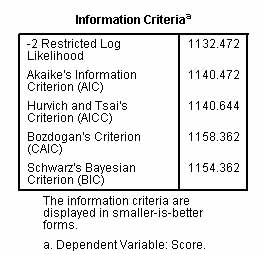 Information Criteriaa
-2 Restricted Log 1132.472
Likelihood
Akaike's Information 1140.472
Criterion (AIC)
Hurvich and Tsai's 1140.644
Criterion (AICC)
Bozdogan's Criterion 1158.362
(CAIC)
Schwarz's Bayesian 1154.362
Criterion (BIC)
The information criteria are
displayed in smaller-is-better
forms.
a. Dependent Variable: Score.